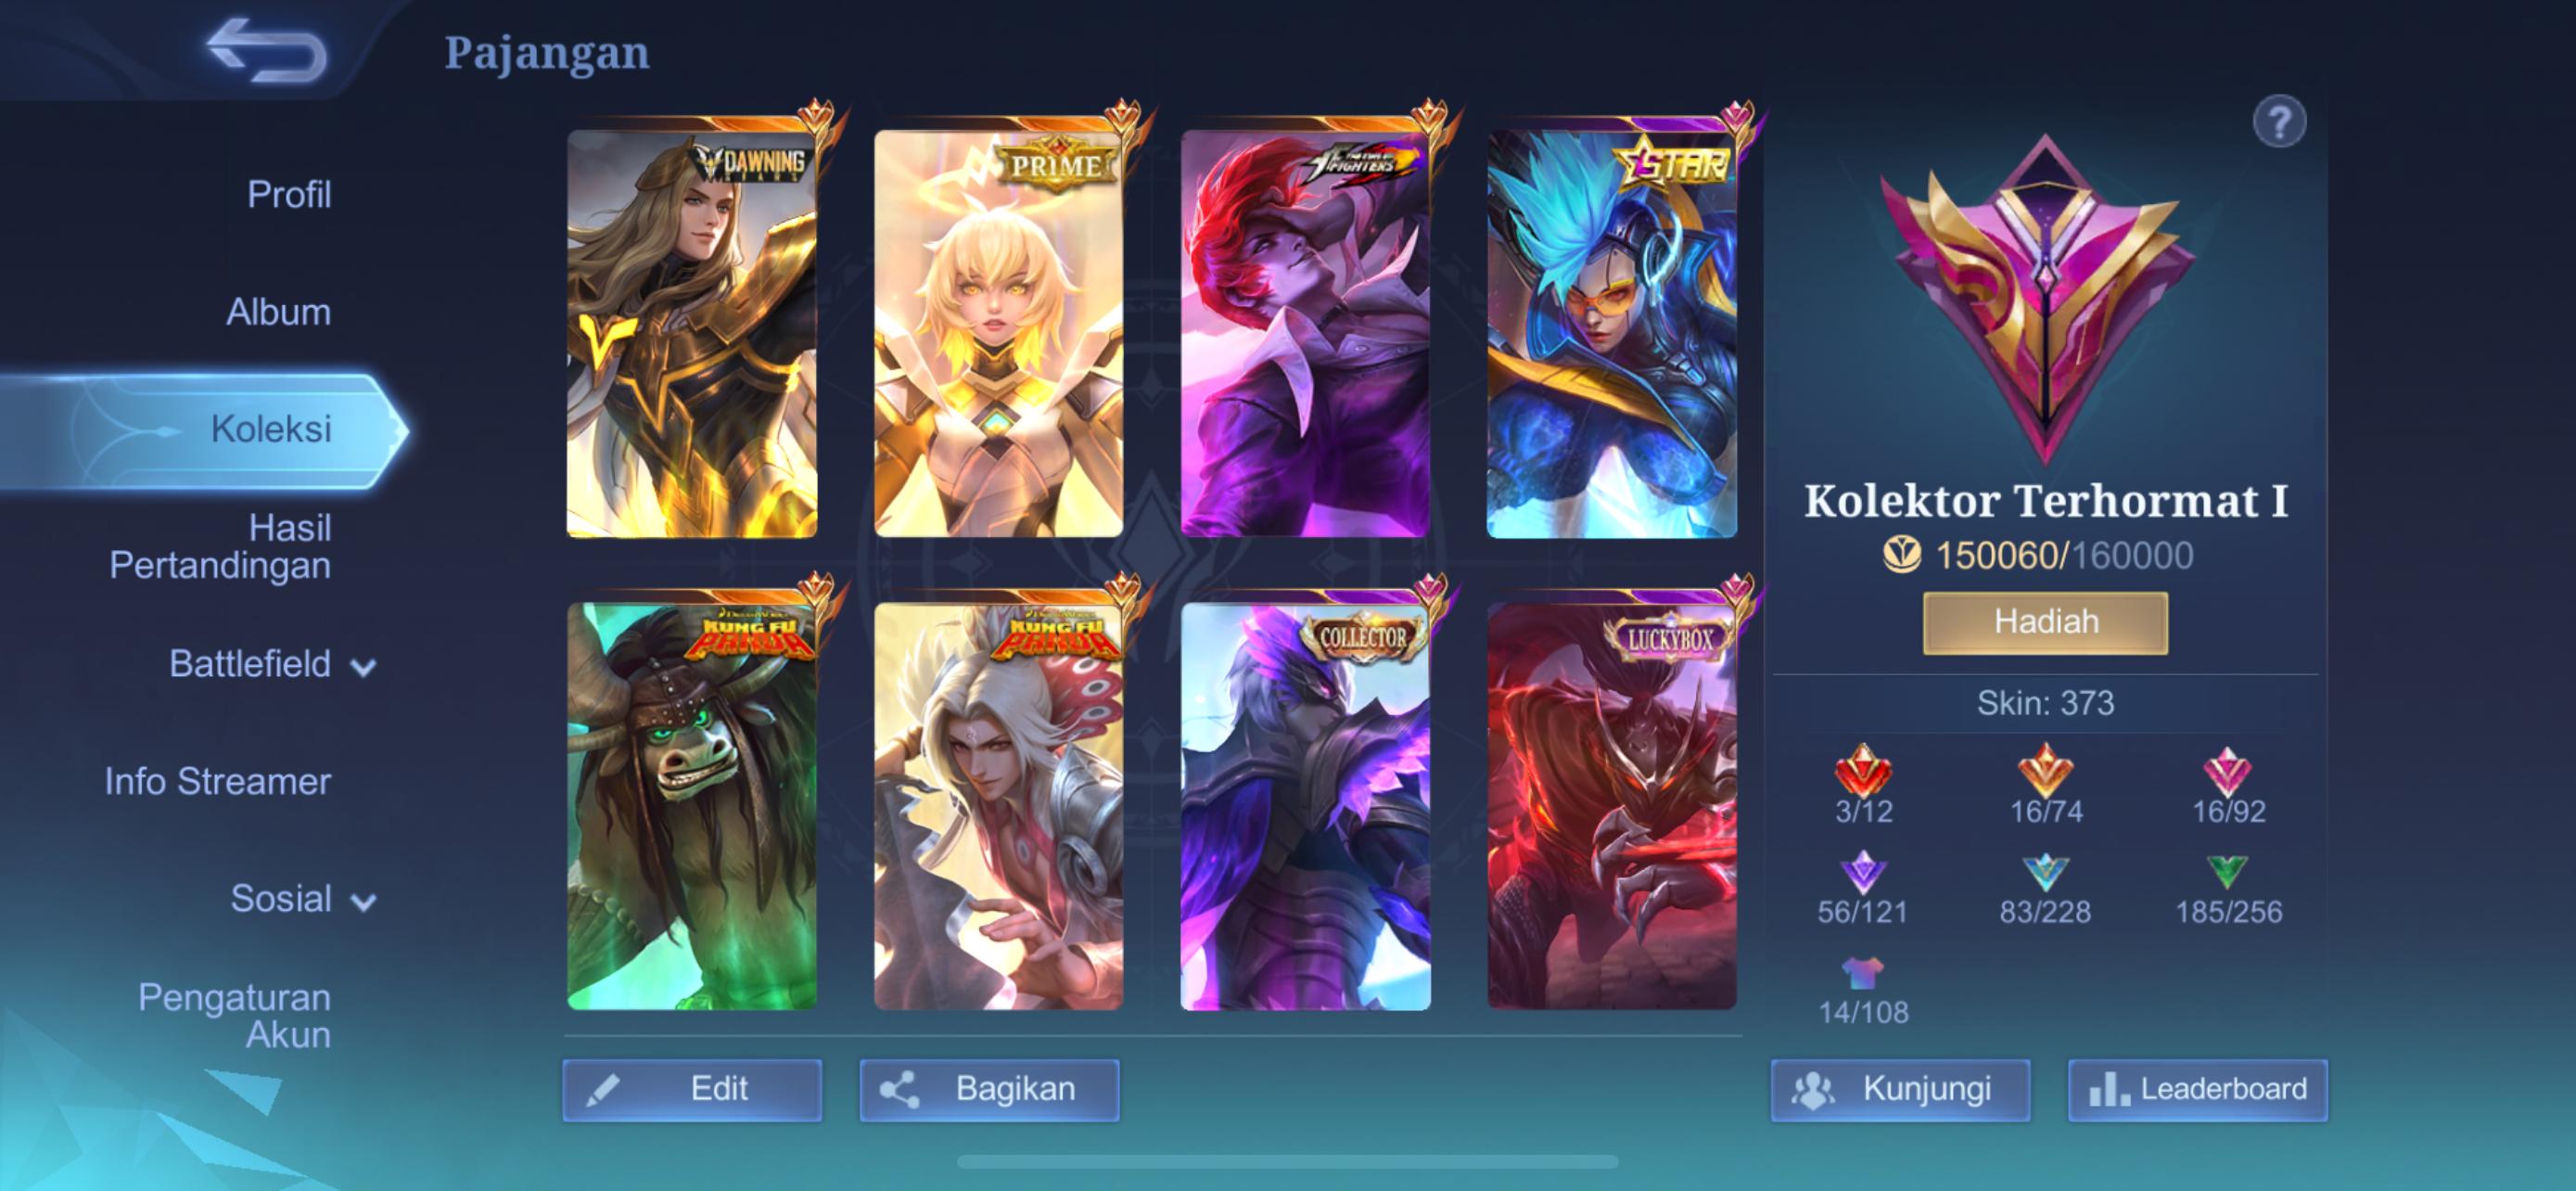 Pajangan
Profil
Album
Koleksi
Hasil
Pertandingan
Battlefield
Info Streamer
Sosial
Pengaturan
Akun
DAWNING
STARS
PRIME
FIGHTERS
STAR
KUNG FU
PANDA
KUNG FU
PANDA
COLLECTOR
LUCKYBOX
Edit
Bagikan
?
Kolektor Terhormat I
150060/160000
Hadiah
Skin: 373
3/12
16/74
16/92
56/121
83/228
185/256
14/108
Kunjungi
Leaderboard